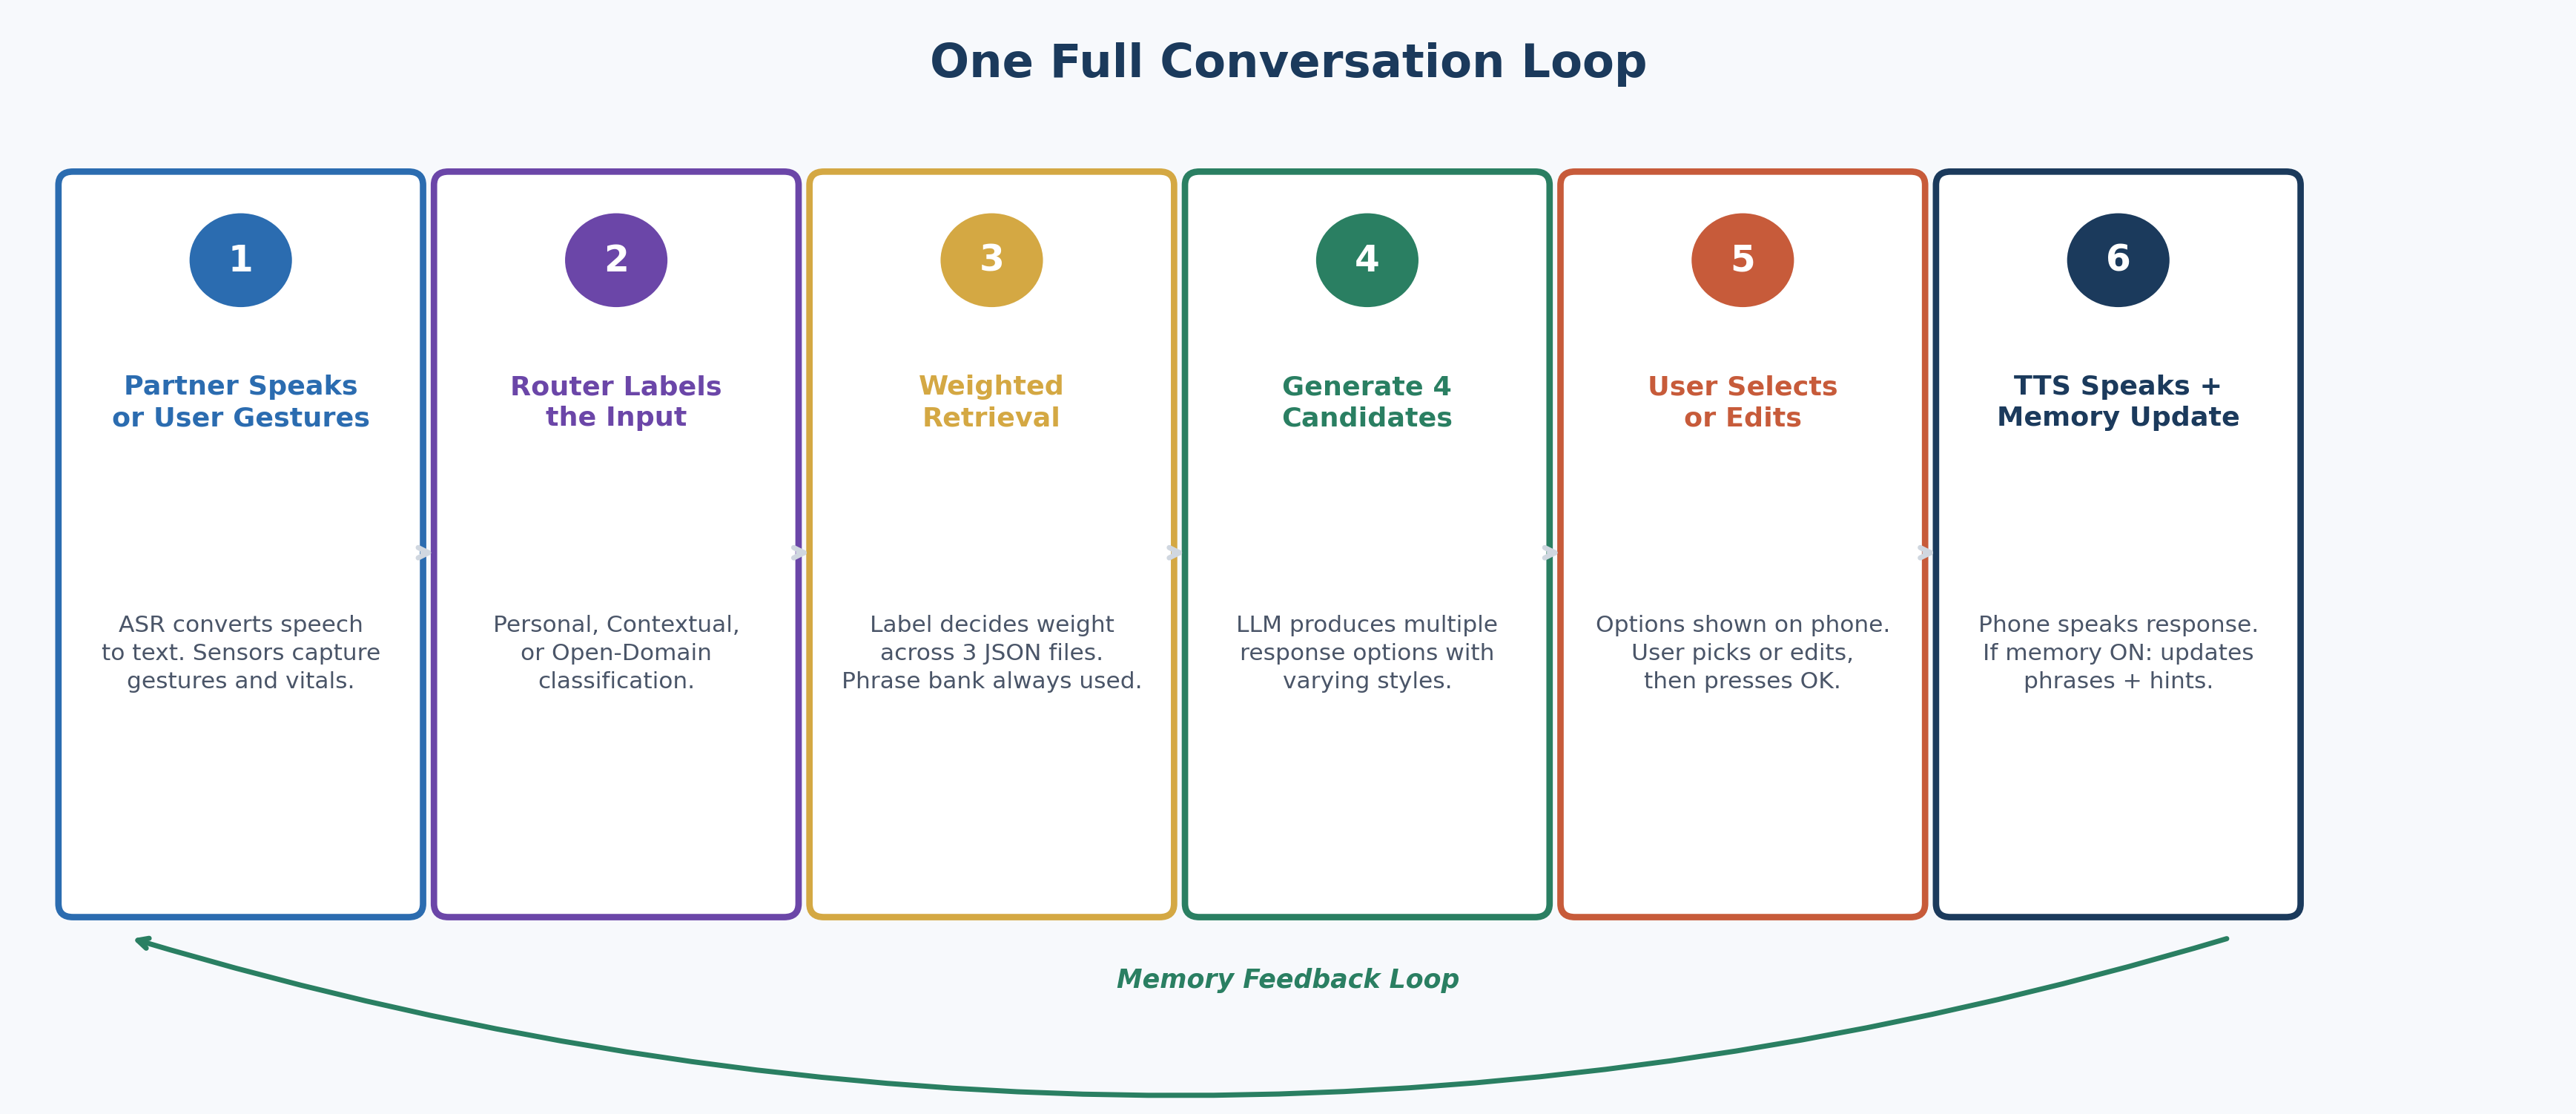 One Full Conversation Loop
1
Partner Speaks
or User Gestures
ASR converts speech
to text. Sensors capture
gestures and vitals.
2
Router Labels
the Input
Personal, Contextual,
or Open-Domain
classification.
3
Weighted
Retrieval
Label decides weight
across 3 JSON files.
Phrase bank always used.
4
Generate 4
Candidates
LLM produces multiple
response options with
varying styles.
5
User Selects
or Edits
Options shown on phone.
User picks or edits,
then presses OK.
6
TTS Speaks +
Memory Update
Phone speaks response.
If memory ON: updates
phrases + hints.
Memory Feedback Loop